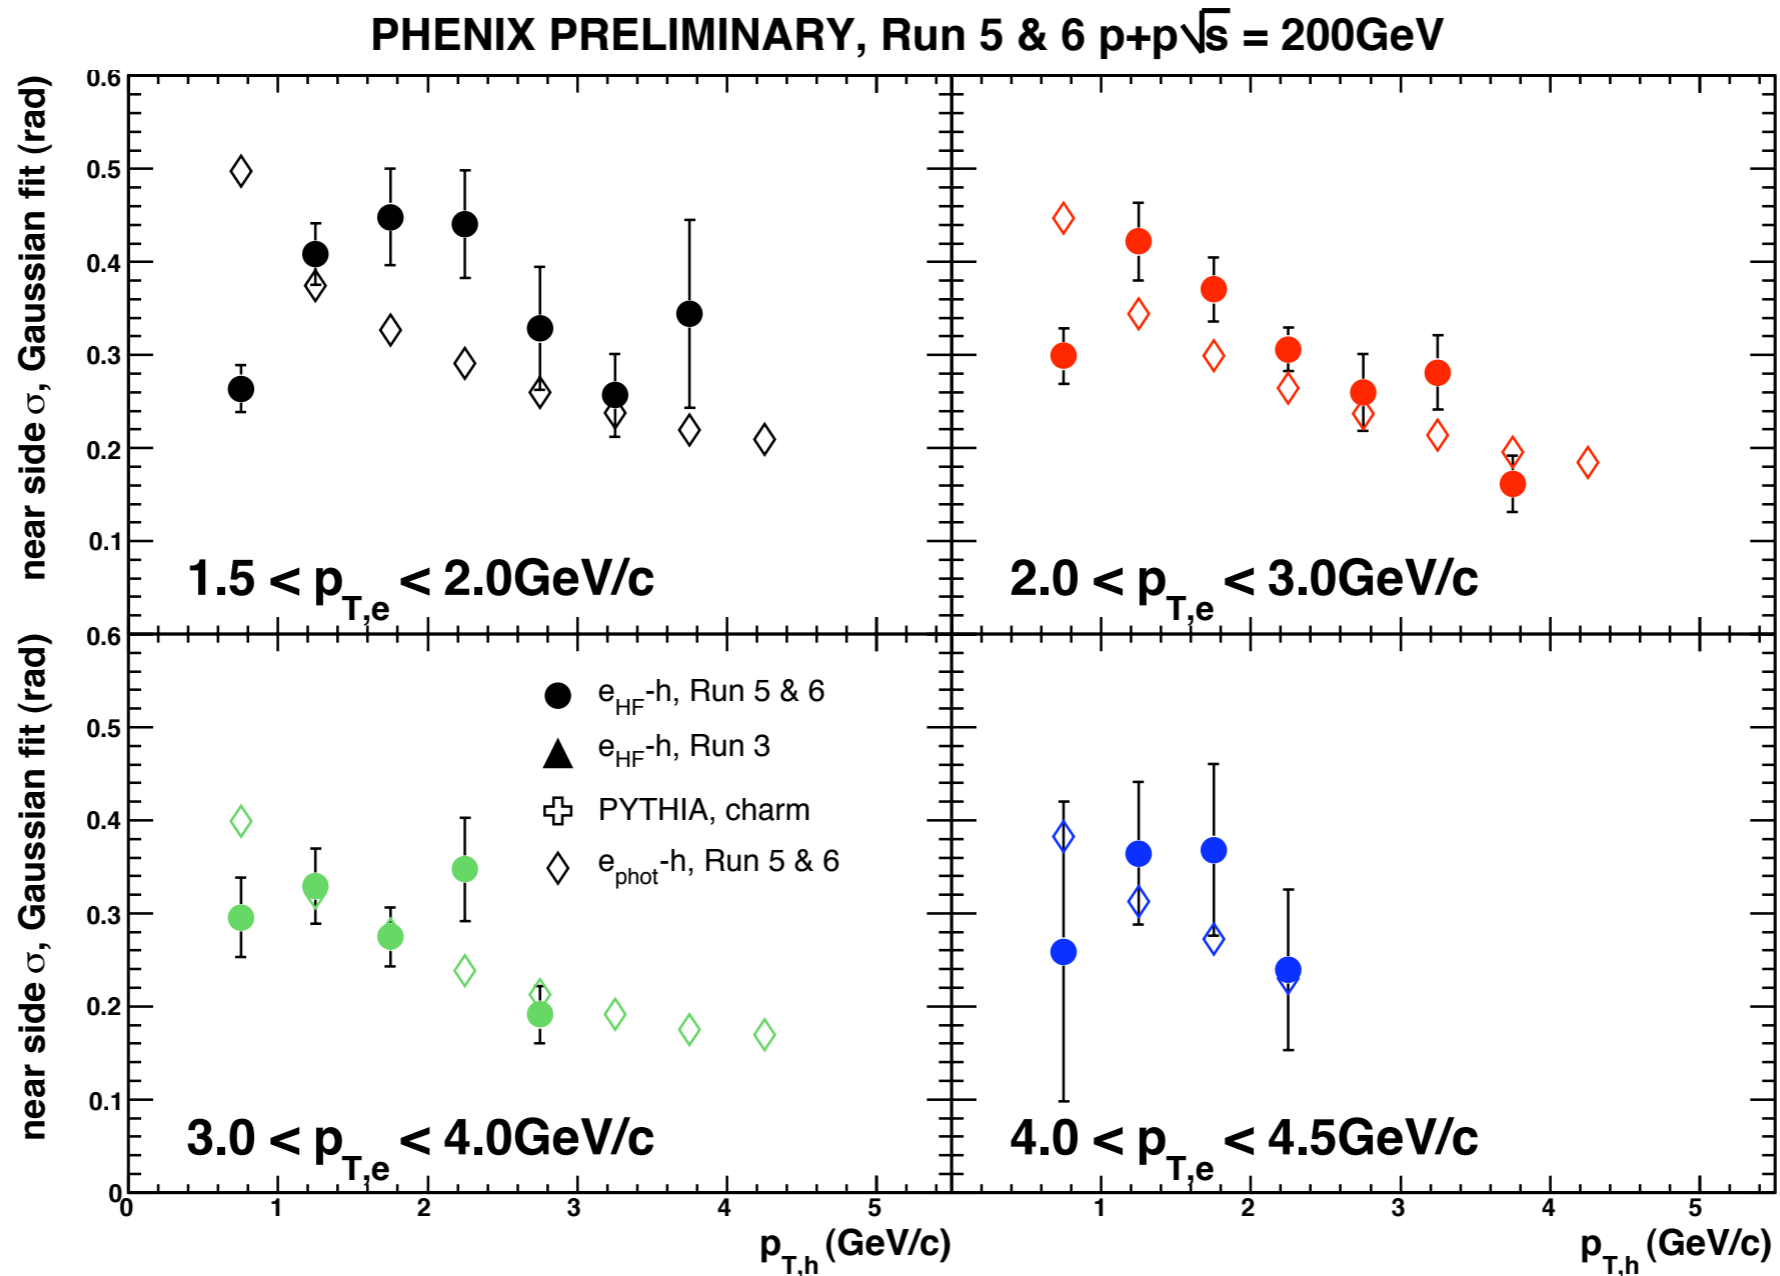 PHENIX PRELIMINARY, Run 5 & 6 p+p√s = 200GeV
near side σ, Gaussian fit (rad)
0.6
0.5
0.4
0.3
0.2
0.1
1.5 < pT,e < 2.0GeV/c
2.0 < pT,e < 3.0GeV/c
near side σ, Gaussian fit (rad)
0.6
0.5
0.4
0.3
0.2
0.1
0
eHF-h, Run 5 & 6
eHF-h, Run 3
PYTHIA, charm
ephot-h, Run 5 & 6
3.0 < pT,e < 4.0GeV/c
4.0 < pT,e < 4.5GeV/c
0 1 2 3 4 5
1 2 3 4 5
pT,h (GeV/c)
pT,h (GeV/c)